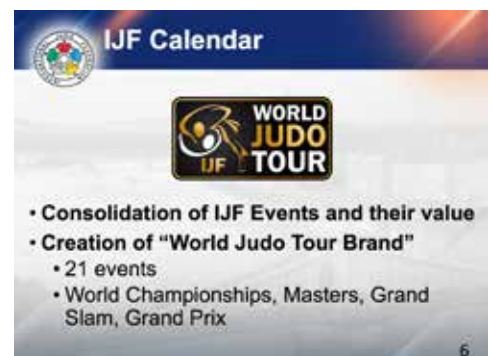 IJF Calendar
WORLD
JUDO
IJF TOUR
• Consolidation of IJF Events and their value
• Creation of “World Judo Tour Brand”
• 21 events
• World Championships, Masters, Grand
Slam, Grand Prix
6